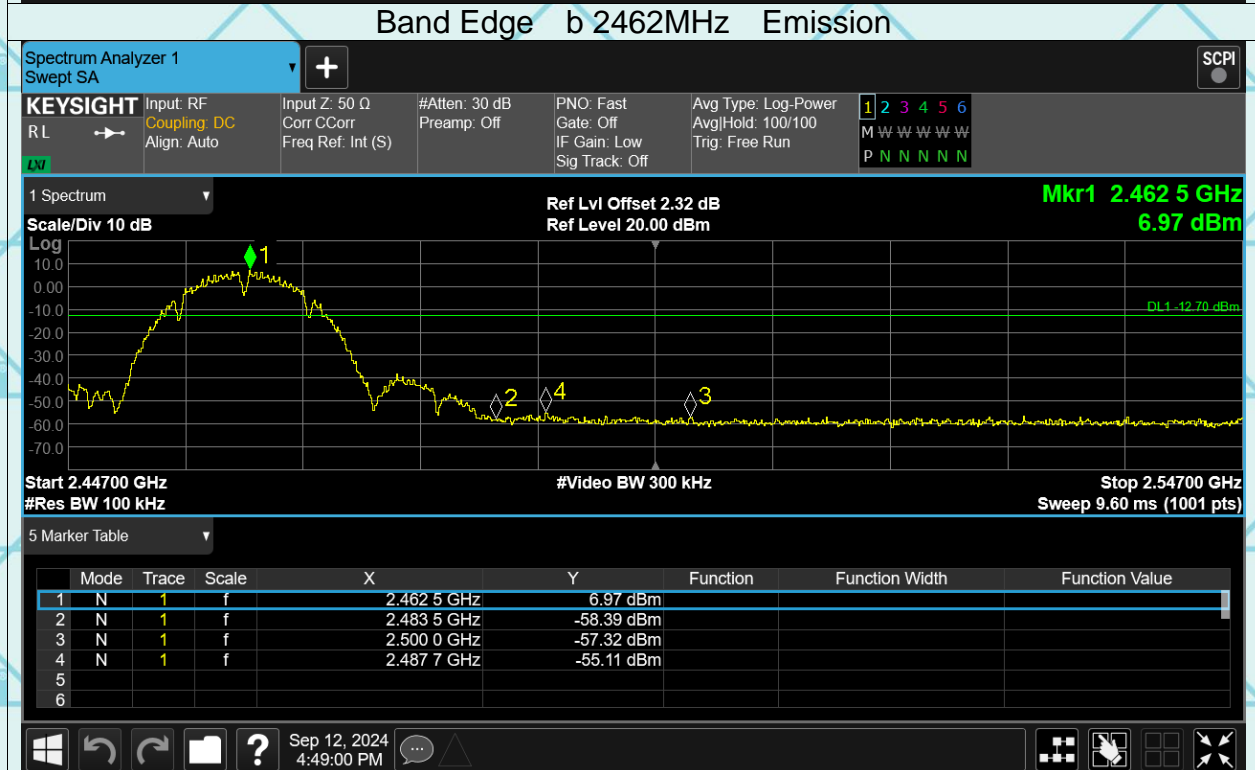 Band Edge b 2462MHz Emission
Spectrum Analyzer 1
Swept SA
SCPI
KEYSIGHT Input: RF Input Z: 50 Ω #Atten: 30 dB PNO: Fast Avg Type: Log-Power 1 2 3 4 5 6
R L Coupling: DC Corr CCorr Preamp: Off Gate: Off Avg|Hold: 100/100 M W W W W W W
Align: Auto Freq Ref: Int (S) IF Gain: Low Trig: Free Run
LXI Sig Track: Off P N N N N N
1 Spectrum Ref Lvl Offset 2.32 dB Mkr1 2.462 5 GHz
Scale/Div 10 dB Ref Level 20.00 dBm 6.97 dBm
Log
1
10.0
0.00
-10.0 DL1 -12.70 dBm
-20.0
-30.0
-40.0
2 4 3
-50.0
-60.0
-70.0
Start 2.44700 GHz #Video BW 300 kHz Stop 2.54700 GHz
#Res BW 100 kHz Sweep 9.60 ms (1001 pts)
5 Marker Table
Mode Trace Scale X Y Function Function Width Function Value
1 N 1 f 2.462 5 GHz 6.97 dBm
2 N 1 f 2.483 5 GHz -58.39 dBm
3 N 1 f 2.500 0 GHz -57.32 dBm
4 N 1 f 2.487 7 GHz -55.11 dBm
5
6
? Sep 12, 2024
4:49:00 PM